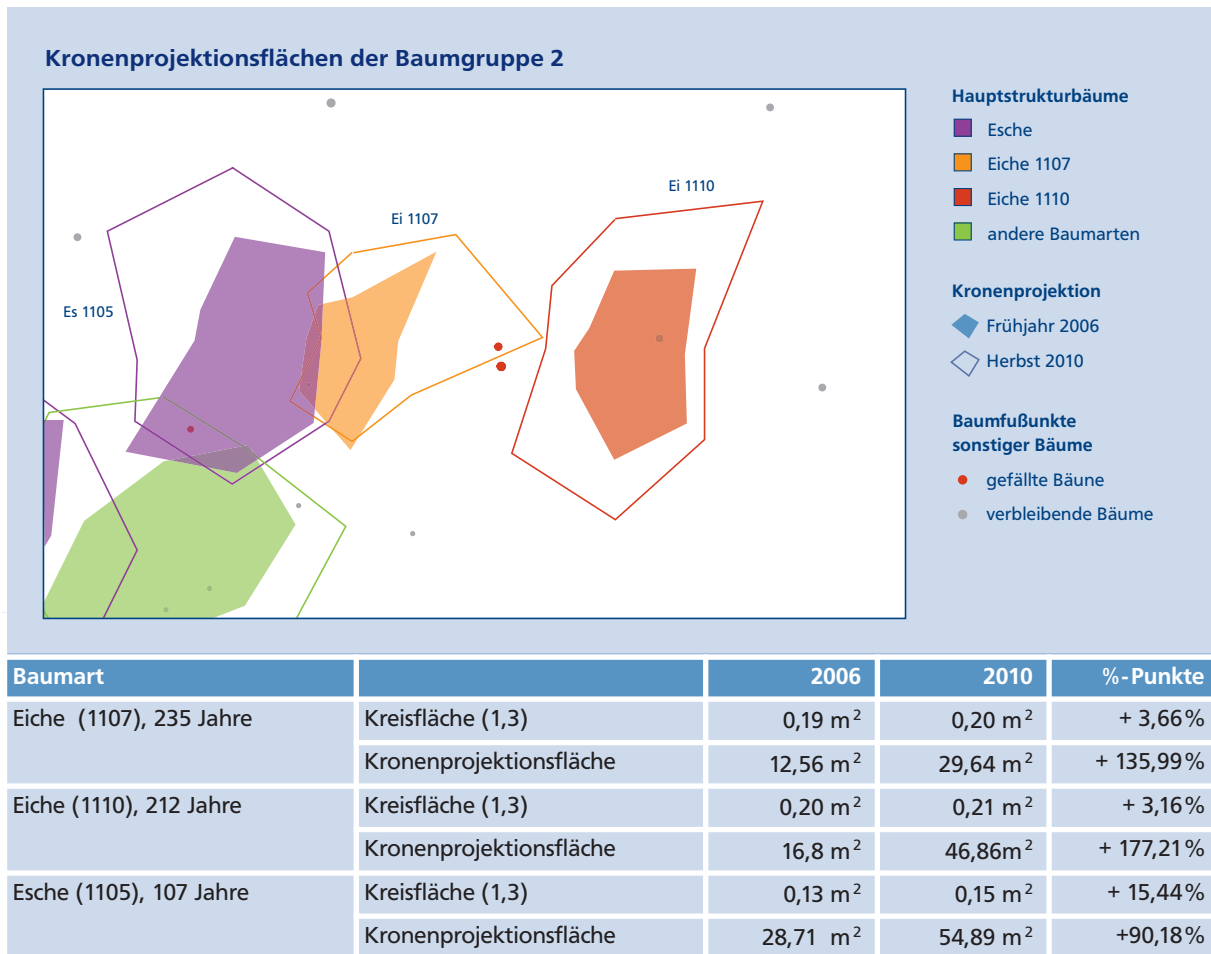 Kronenprojektionsflächen der Baumgruppe 2
Ei 1110
Ei 1107
Es 1105
Hauptstrukturbäume
Esche
Eiche 1107
Eiche 1110
andere Baumarten
Kronenprojektion
Frühjahr 2006
Herbst 2010
Baumfußunkte
sonstiger Bäume
gefällte Bäune
verbleibende Bäume
Baumart 2006 2010 %-Punkte
Eiche (1107), 235 Jahre Kreisfläche (1,3) 0,19 m² 0,20 m² + 3,66%
Kronenprojektionsfläche 12,56 m² 29,64 m² + 135,99%
Eiche (1110), 212 Jahre Kreisfläche (1,3) 0,20 m² 0,21 m² + 3,16%
Kronenprojektionsfläche 16,8 m² 46,86m² + 177,21%
Esche (1105), 107 Jahre Kreisfläche (1,3) 0,13 m² 0,15 m² + 15,44%
Kronenprojektionsfläche 28,71 m² 54,89 m² +90,18%